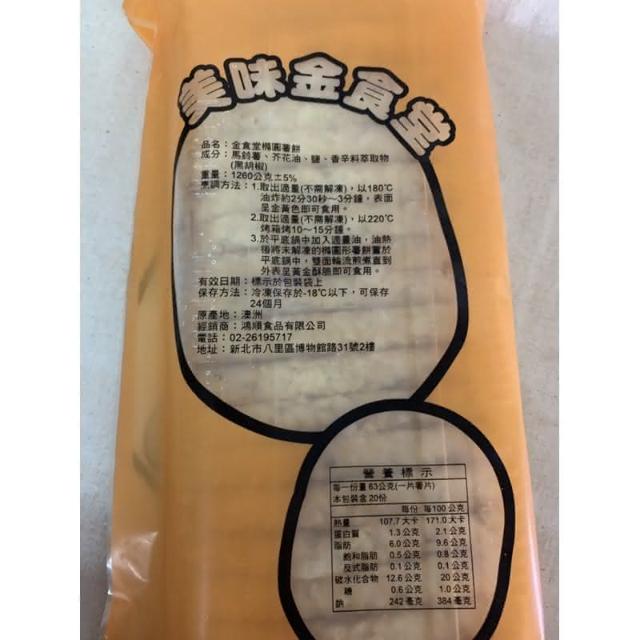 美味金食堂
品名：金食堂橢圓薯餅
成分：馬鈴薯、芥花油、鹽、香辛料萃取物
(黑胡椒)
重量：1260公克±5%
烹調方法：1.取出適量(不需解凍)，以180℃
油炸約2分30秒～3分鐘，表面
呈金黃色即可食用。
2.取出適量(不需解凍)，以220℃
烤箱烤10～15分鐘。
3.於平底鍋中加入適量油，油熱
後將未解凍的橢圓形薯餅置於
平底鍋中，雙面輪流煎煮直到
外表呈黃金酥脆即可食用。
有效日期：標示於包裝袋上
保存方法：冷凍保存於-18℃以下，可保存
24個月
原產地：澳洲
經銷商：鴻順食品有限公司
電話：02-26195717
地址：新北市八里區博物館路31號2樓
營養標示
每一份量 63公克(一片薯片)
本包裝含 20份
每份 每100公克
熱量 107.7大卡 171.0大卡
蛋白質 1.3公克 2.1公克
脂肪 6.0公克 9.6公克
飽和脂肪 0.5公克 0.8公克
反式脂肪 0.1公克 0.1公克
碳水化合物 12.6公克 20公克
糖 0.6公克 1.0公克
鈉 242毫克 384毫克